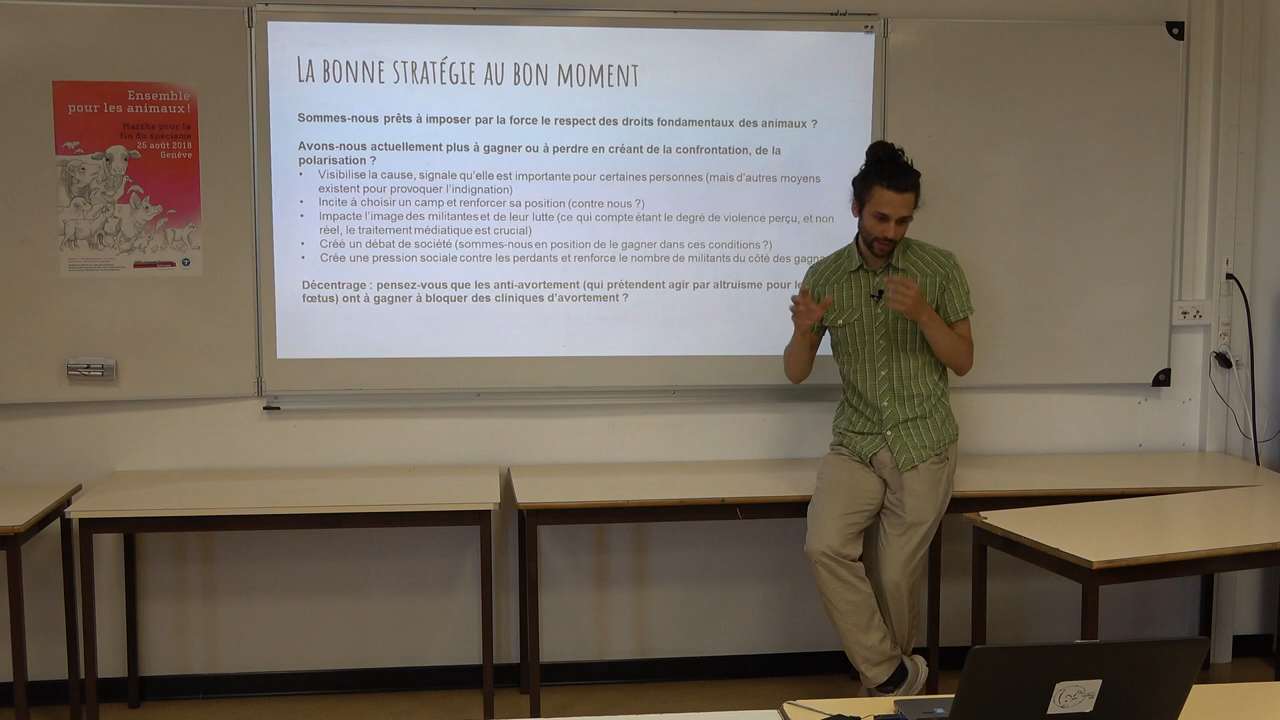 Ensemble
pour les animaux!
Marche pour la
fin du spécisme
25 août 2018
Genève
LA BONNE STRATÉGIE AU BON MOMENT
Sommes-nous prêts à imposer par la force le respect des droits fondamentaux des animaux ?
Avons-nous actuellement plus à gagner ou à perdre en créant de la confrontation, de la
polarisation ?
• Visibilise la cause, signale qu'elle est importante pour certaines personnes (mais d'autres moyens
existent pour provoquer l'indignation)
• Incite à choisir un camp et renforcer sa position (contre nous ?)
• Impacte l'image des militantes et de leur lutte (ce qui compte étant le degré de violence perçu, et non
réel, le traitement médiatique est crucial)
• Créé un débat de société (sommes-nous en position de le gagner dans ces conditions ?)
• Crée une pression sociale contre les perdants et renforce le nombre de militants du côté des
Décentrage : pensez-vous que les anti-avortement (qui prétendent agir par altruisme pour
fœtus) ont à gagner à bloquer des cliniques d'avortement ?